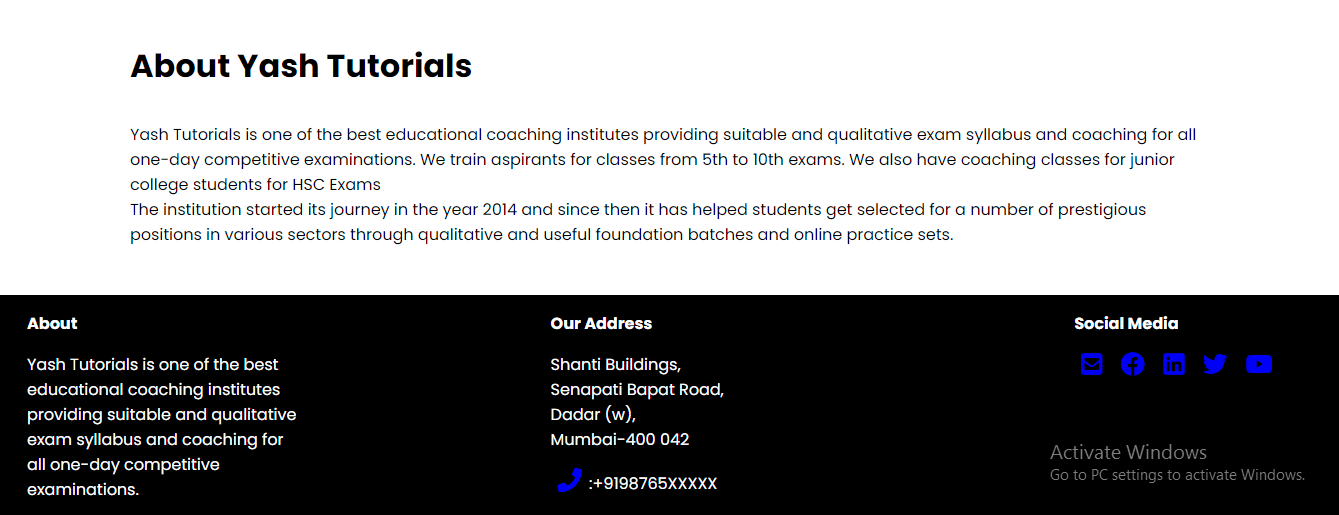 About Yash Tutorials
Yash Tutorials is one of the best educational coaching institutes providing suitable and qualitative exam syllabus and coaching for all
one-day competitive examinations. We train aspirants for classes from 5th to 10th exams. We also have coaching classes for junior
college students for HSC Exams
The institution started its journey in the year 2014 and since then it has helped students get selected for a number of prestigious
positions in various sectors through qualitative and useful foundation batches and online practice sets.
About
Yash Tutorials is one of the best
educational coaching institutes
providing suitable and qualitative
exam syllabus and coaching for
all one-day competitive
examinations.
Our Address
Shanti Buildings,
Senapati Bapat Road,
Dadar (w),
Mumbai-400 042
:+9198765XXXXX
Social Media
Activate Windows
Go to PC settings to activate Windows.